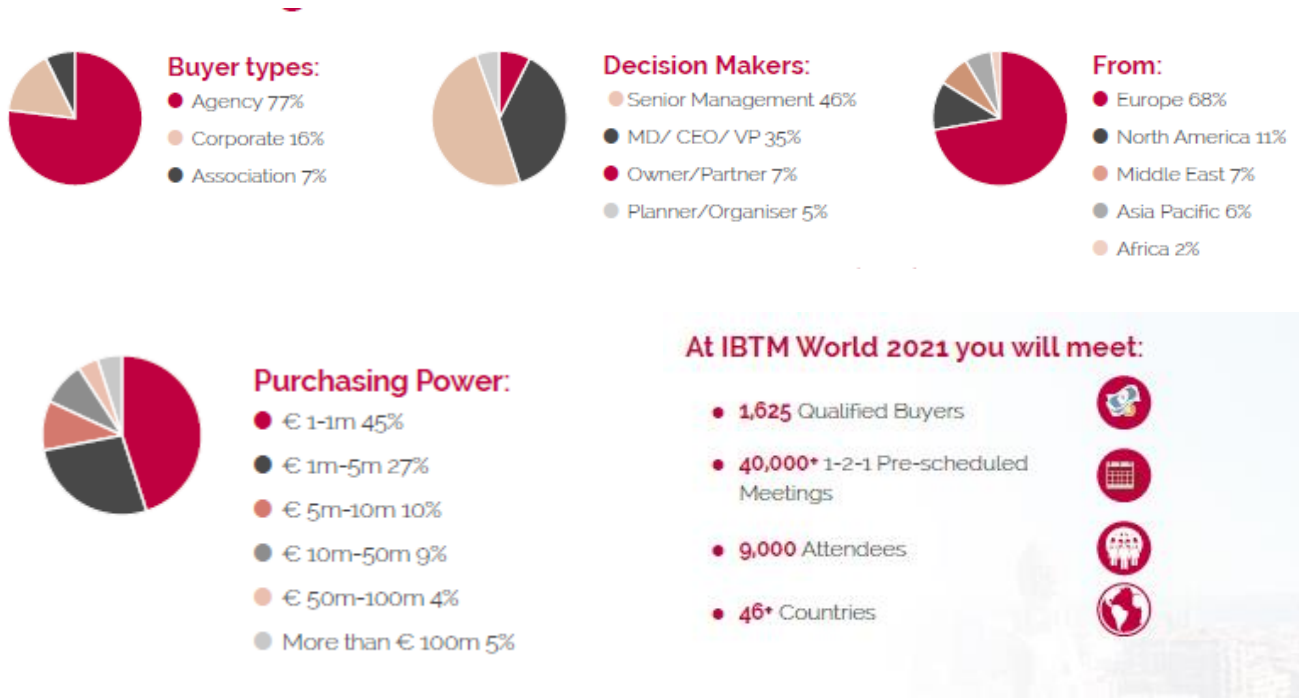 Buyer types:
Agency 77%
Corporate 16%
Association 7%
Decision Makers:
Senior Management 46%
MD/ CEO/ VP 35%
Owner/Partner 7%
Planner/Organiser 5%
From:
Europe 68%
North America 11%
Middle East 7%
Asia Pacific 6%
Africa 2%
Purchasing Power:
€ 1-1m 45%
€ 1m-5m 27%
€ 5m-10m 10%
€ 10m-50m 9%
€ 50m-100m 4%
More than € 100m 5%
At IBTM World 2021 you will meet:
1,625 Qualified Buyers
40,000+ 1-2-1 Pre-scheduled
Meetings
9,000 Attendees
46+ Countries